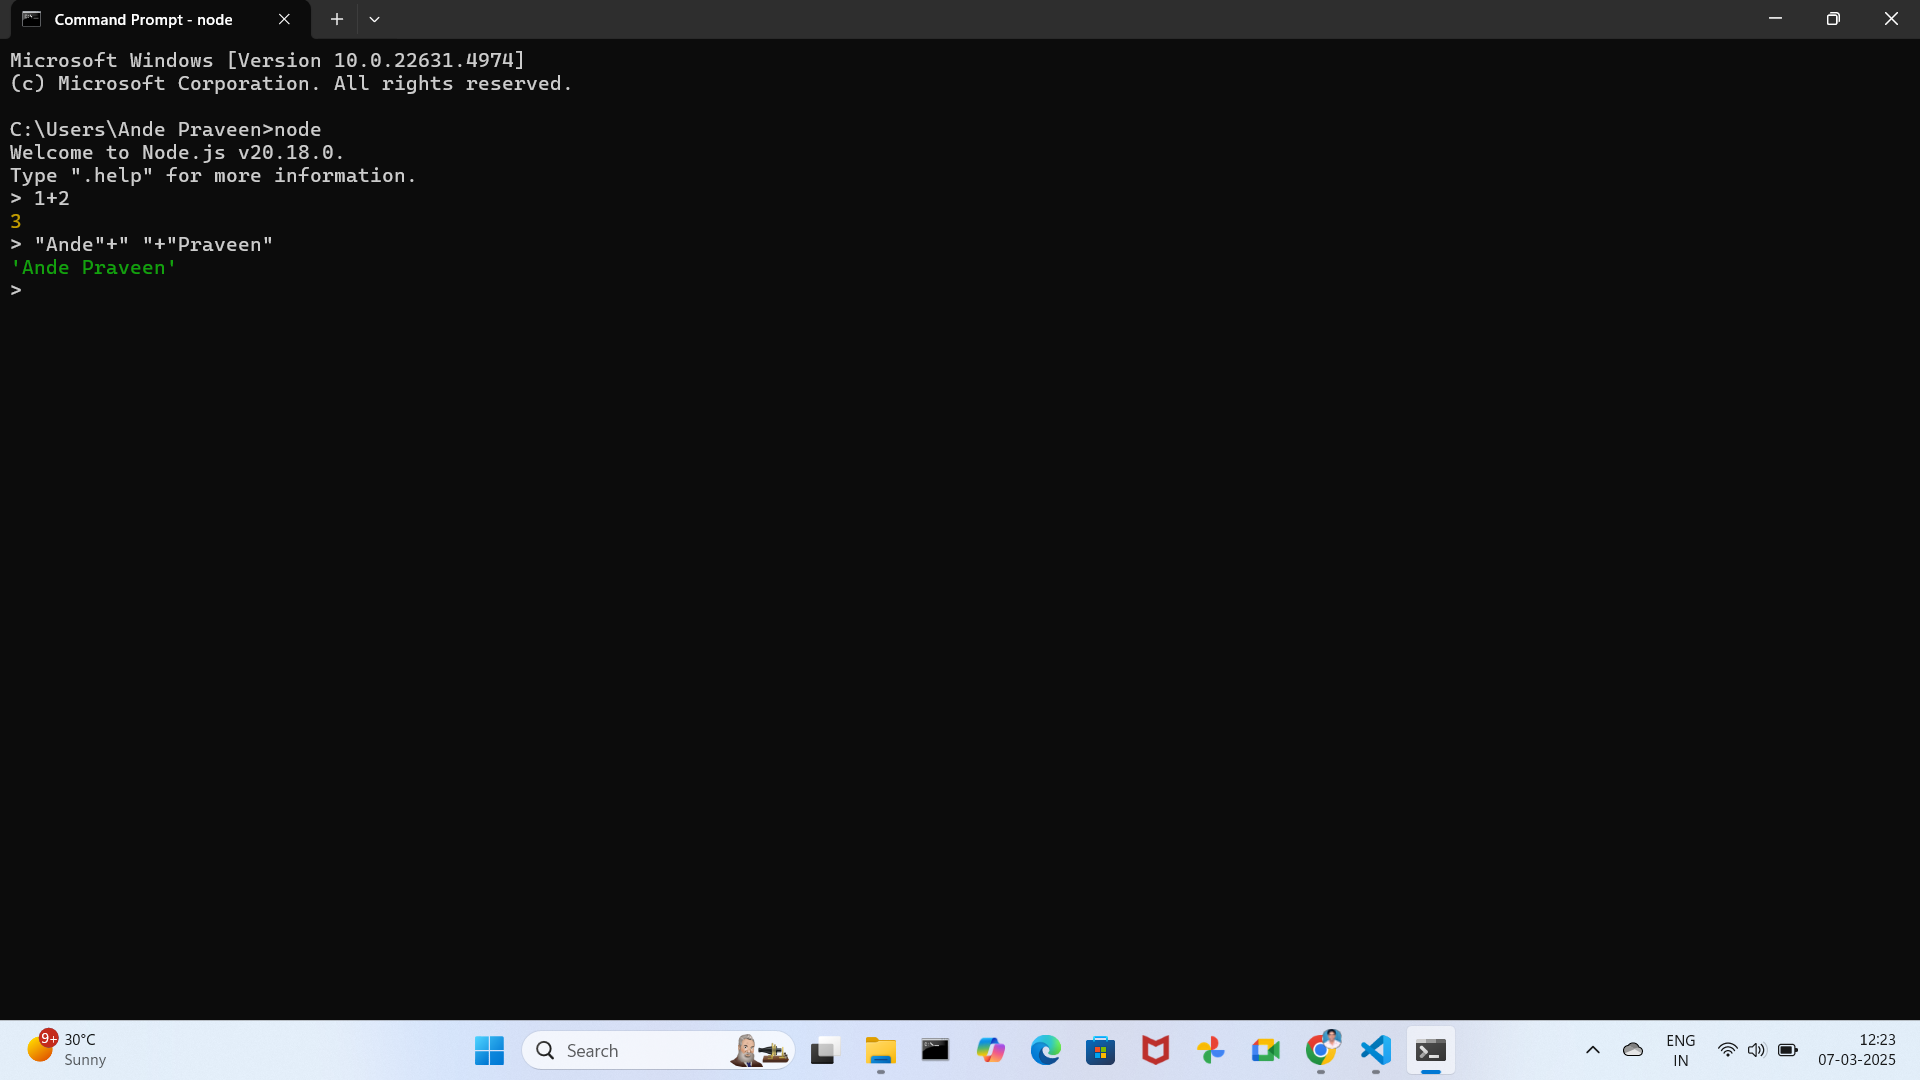 Command Prompt - node
Microsoft Windows [Version 10.0.22631.4974]
(c) Microsoft Corporation. All rights reserved.
C:\Users\Ande Praveen>node
Welcome to Node.js v20.18.0.
Type ".help" for more information.
> 1+2
3
> "Ande"+" "+"Praveen"
'Ande Praveen'
>
9+
30°C
Sunny
Search
ENG
IN
12:23
07-03-2025